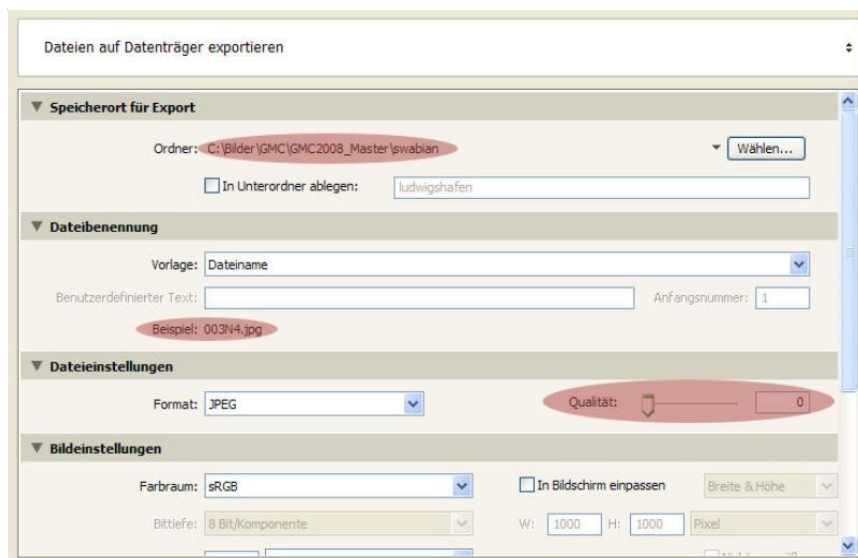 Dateien auf Datenträger exportieren
Speicherort für Export
Ordner: C:\Bilder\GMC\GMC2008_Master\swabian Wählen...
In Unterordner ablegen: ludwigshafen
Dateibenennung
Vorlage: Dateiname
Benutzerdefinierter Text: Anfangsnummer: 1
Beispiel: 003N4.jpg
Dateieinstellungen
Format: JPEG Qualität: 0
Bildeinstellungen
Farbraum: sRGB In Bildschirm einpassen Breite & Höhe
Bittiefe: 8 Bit/Komponente W: 1000 H: 1000 Pixel